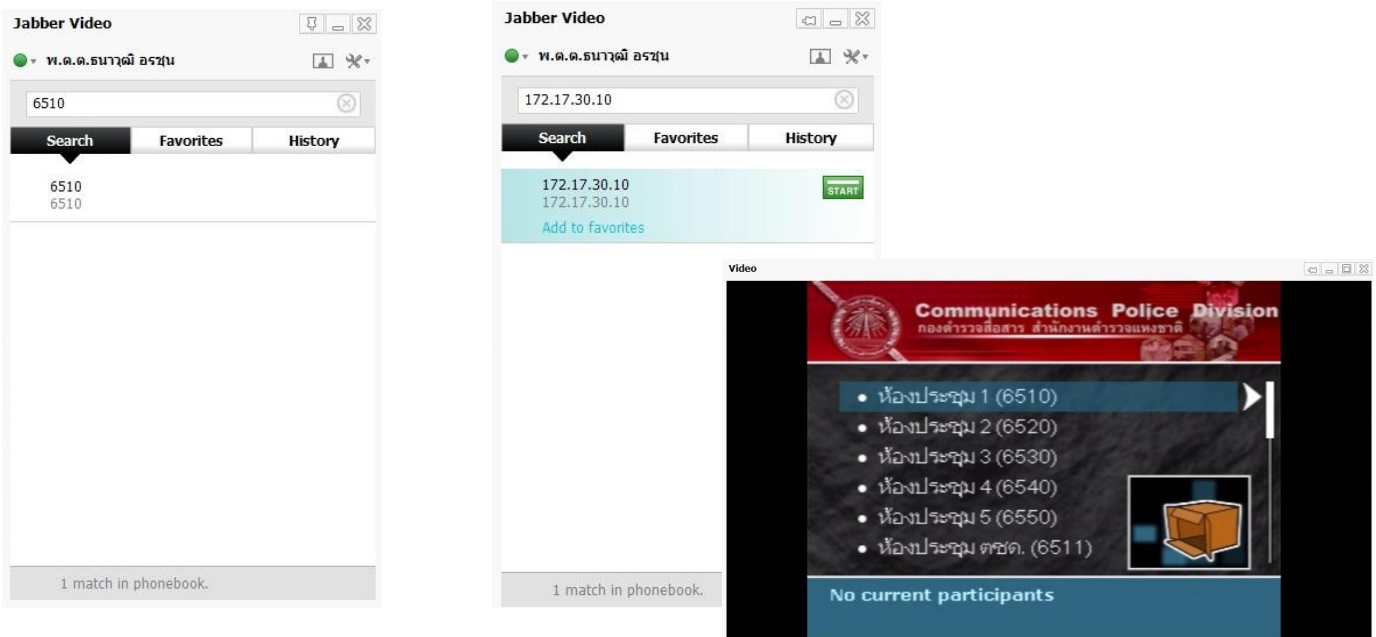 Jabber Video
พ.ต.ต.ธนาวุฒิ อรชุน
6510
Search Favorites History
6510
6510
1 match in phonebook.
Jabber Video
พ.ต.ต.ธนาวุฒิ อรชุน
172.17.30.10
Search Favorites History
172.17.30.10
START
172.17.30.10
Add to favorites
1 match in phonebook.
Video
Communications Police Division
กองตำรวจสื่อสาร สำนักงานตำรวจแห่งชาติ
• ห้องประชุม 1 (6510)
• ห้องประชุม 2 (6520)
• ห้องประชุม 3 (6530)
• ห้องประชุม 4 (6540)
• ห้องประชุม 5 (6550)
• ห้องประชุม ตชด. (6511)
No current participants